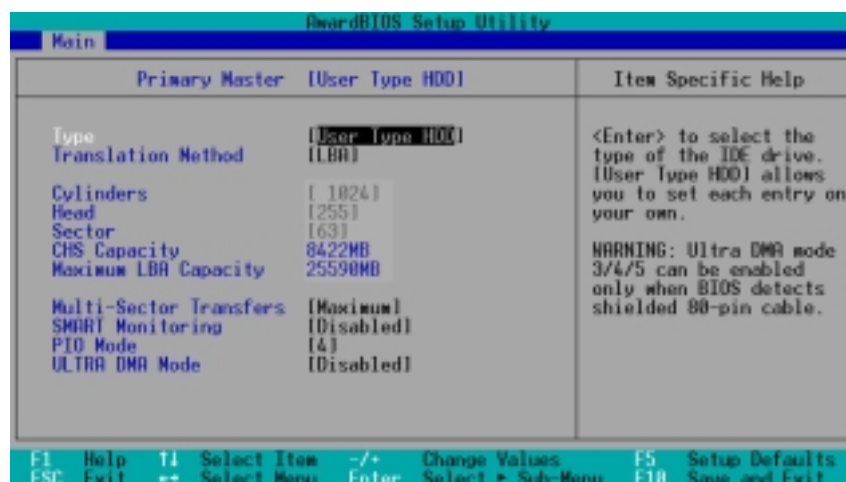 AwardBIOS Setup Utility
Main
Primary Master [User Type HDD]
Item Specific Help
Type [User Type HDD]
Translation Method [LBA]
Cylinders [ 1024]
Head [255]
Sector [63]
CHS Capacity 8422MB
Maximum LBA Capacity 25590MB
Multi-Sector Transfers [Maximum]
SMART Monitoring [Disabled]
PIO Mode [4]
ULTRA DMA Mode [Disabled]
<Enter> to select the
type of the IDE drive.
[User Type HDD] allows
you to set each entry on
your own.
WARNING: Ultra DMA mode
3/4/5 can be enabled
only when BIOS detects
shielded 80-pin cable.
F1 Help ↑↓ Select Item -/+ Change Values F5 Setup Defaults
ESC Exit ←→ Select Menu Enter Select ► Sub-Menu F10 Save and Exit